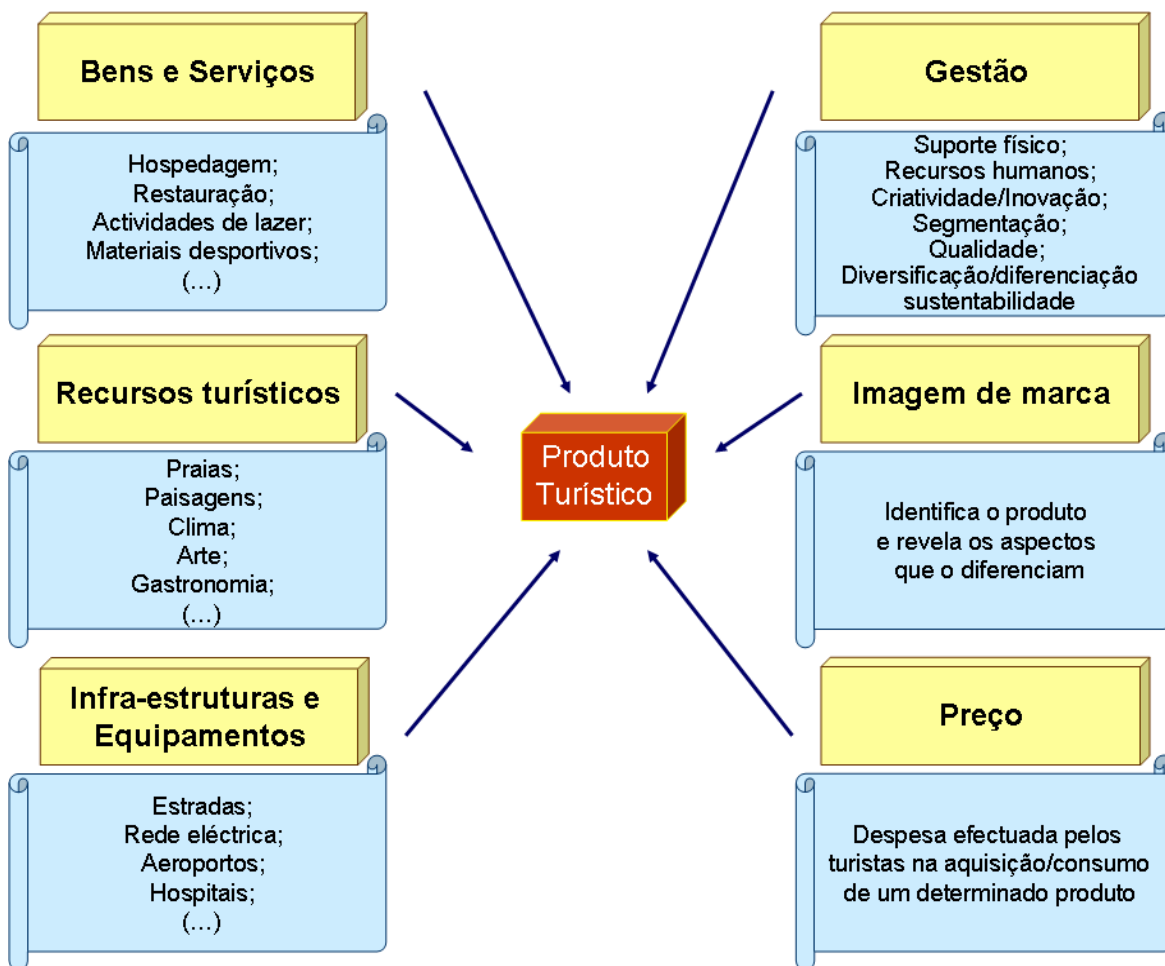 Bens e Serviços
Hospedagem;
Restauração;
Actividades de lazer;
Materiais desportivos;
(…)
Recursos turísticos
Praias;
Paisagens;
Clima;
Arte;
Gastronomia;
(…)
Infra-estruturas e
Equipamentos
Estradas;
Rede eléctrica;
Aeroportos;
Hospitais;
(…)
Produto
Turístico
Gestão
Suporte físico;
Recursos humanos;
Criatividade/Inovação;
Segmentação;
Qualidade;
Diversificação/diferenciação
sustentabilidade
Imagem de marca
Identifica o produto
e revela os aspectos
que o diferenciam
Preço
Despesa efectuada pelos
turistas na aquisição/consumo
de um determinado produto